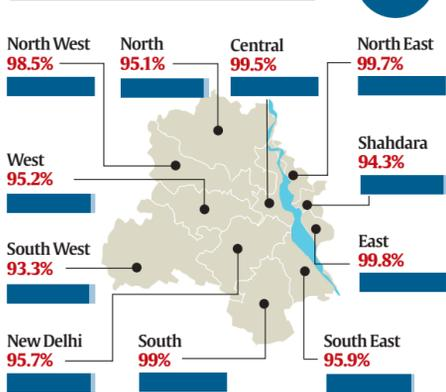 North West
98.5%
North
95.1%
Central
99.5%
North East
99.7%
West
95.2%
Shahdara
94.3%
South West
93.3%
East
99.8%
New Delhi
95.7%
South
99%
South East
95.9%